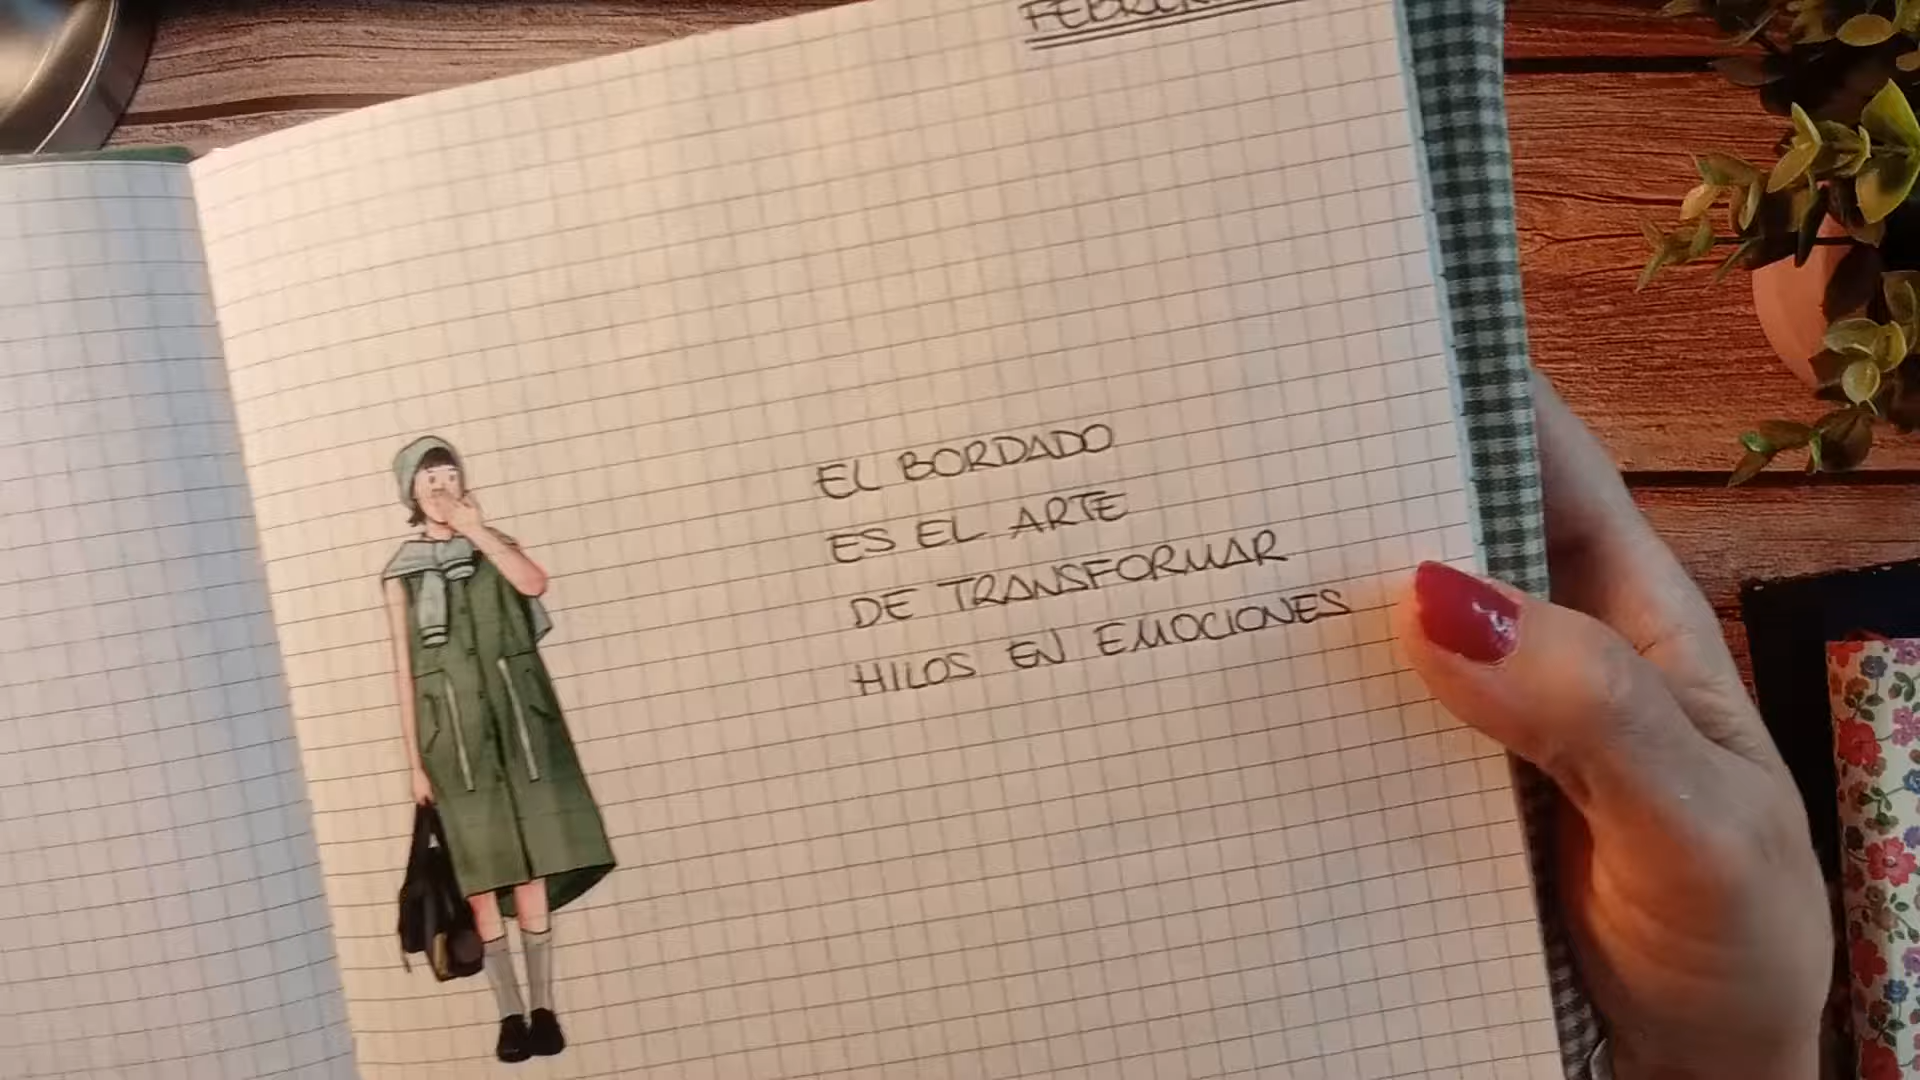 EL BORDADO
ES EL ARTE
DE TRANSFORMAR
HILOS EN EMOCIONES